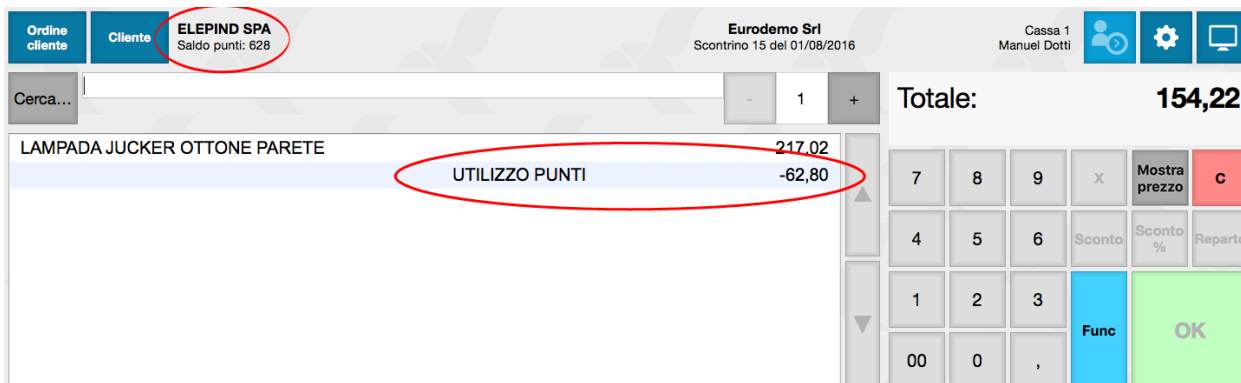 Ordine
cliente
Cliente
ELEPIND SPA
Saldo punti: 628
Eurodemo Srl
Scontrino 15 del 01/08/2016
Cassa 1
Manuel Dotti
Cerca...
- 1 +
Totale: 154,22
LAMPADA JUCKER OTTONE PARETE 217,02
UTILIZZO PUNTI -62,80
7 8 9 X Mostra
prezzo C
4 5 6 Sconto Sconto
% Reparto
1 2 3
Func OK
00 0 ,